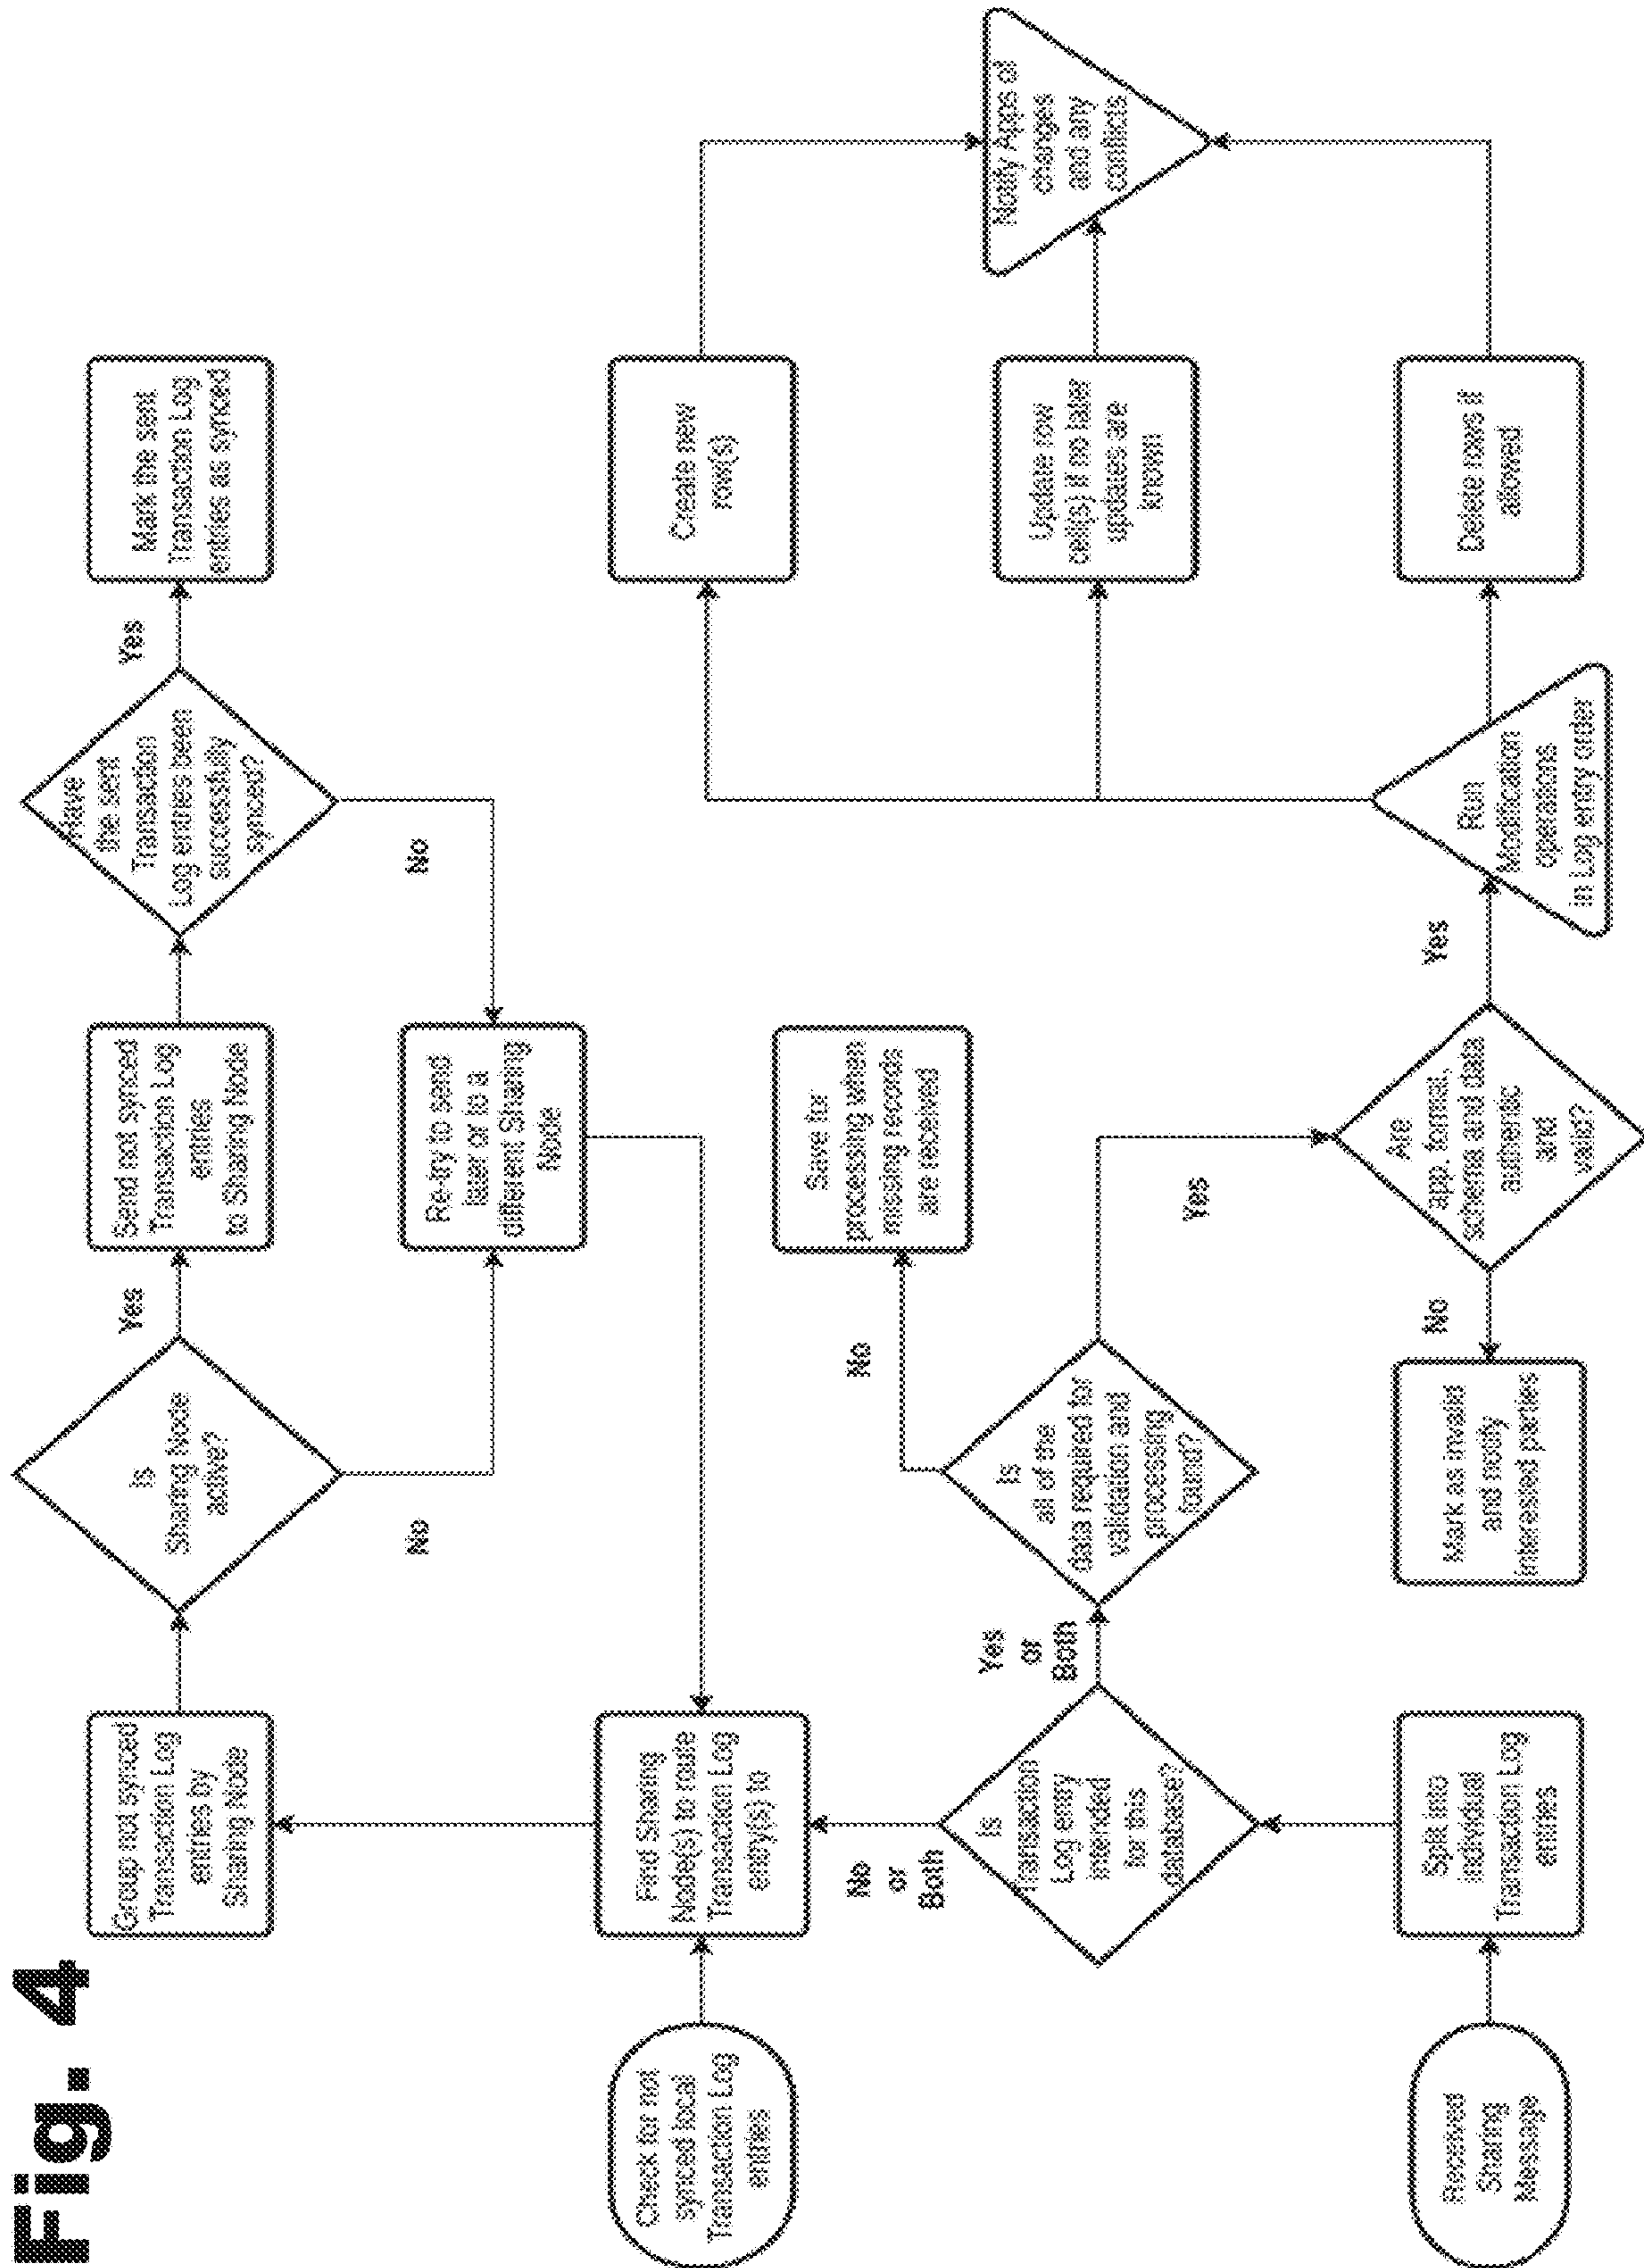 Fig. 4
Group not synced
Transaction Log
entries by
Sharing Node
Is
Sharing Node
active?
Yes
No
Send not synced
Transaction Log
entries
to Sharing Node
Have
the sent
Transaction
Log entries been
successfully
synced?
Yes
No
Mark the sent
Transaction Log
entries as synced
Re-try to send
later or to a
different Sharing
Node
Check for not
synced local
Transaction Log
entries
Find Sharing
Node(s) to route
Transaction Log
entry(s) to
No
or
Both
Is
Transaction
Log entry
intended
for this
database?
Yes
or
Both
Is
all of the
data required for
validation and
processing
found?
No
Yes
Save for
processing when
missing records
are received
Create new
row(s)
Update row
cell(s) if no later
updates are
known
Delete rows if
allowed
Notify Apps of
changes
and any
conflicts
Received
Sharing
Message
Split into
individual
Transaction Log
entries
Mark as invalid
and notify
interested parties
No
Are
app, format,
schema and data
authentic
and
valid?
Yes
Run
Modification
operations
in Log entry order